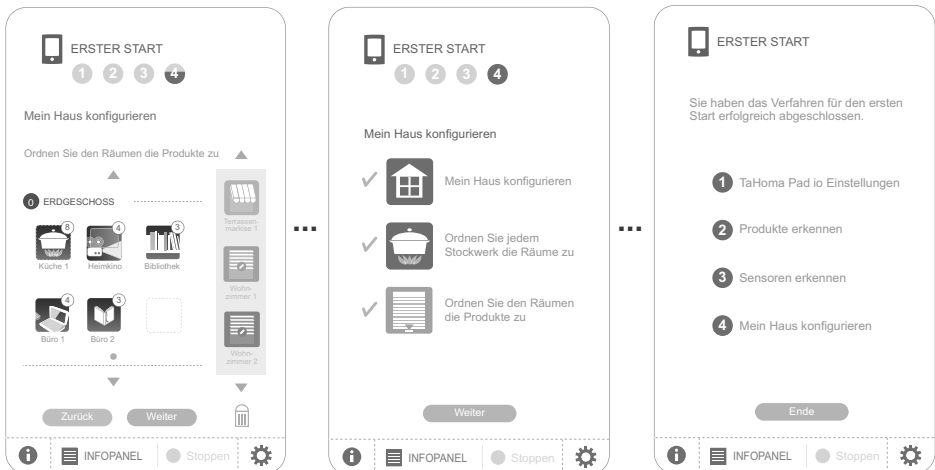 ERSTER START
1 2 3 4
Mein Haus konfigurieren
Ordnen Sie den Räumen die Produkte zu
0 ERDGESCHOSS
8
4
3
Küche 1
Heimkino
Bibliothek
4
3
Büro 1
Büro 2
Terrassen
markise 1
Wohn-
zimmer 1
Wohn-
zimmer 2
Zurück
Weiter
INFOPANEL
Stoppen
...
ERSTER START
1 2 3 4
Mein Haus konfigurieren
Mein Haus konfigurieren
Ordnen Sie jedem
Stockwerk die Räume zu
Ordnen Sie den Räumen
die Produkte zu
Weiter
INFOPANEL
Stoppen
...
ERSTER START
Sie haben das Verfahren für den ersten
Start erfolgreich abgeschlossen.
1 TaHoma Pad io Einstellungen
2 Produkte erkennen
3 Sensoren erkennen
4 Mein Haus konfigurieren
Ende
INFOPANEL
Stoppen